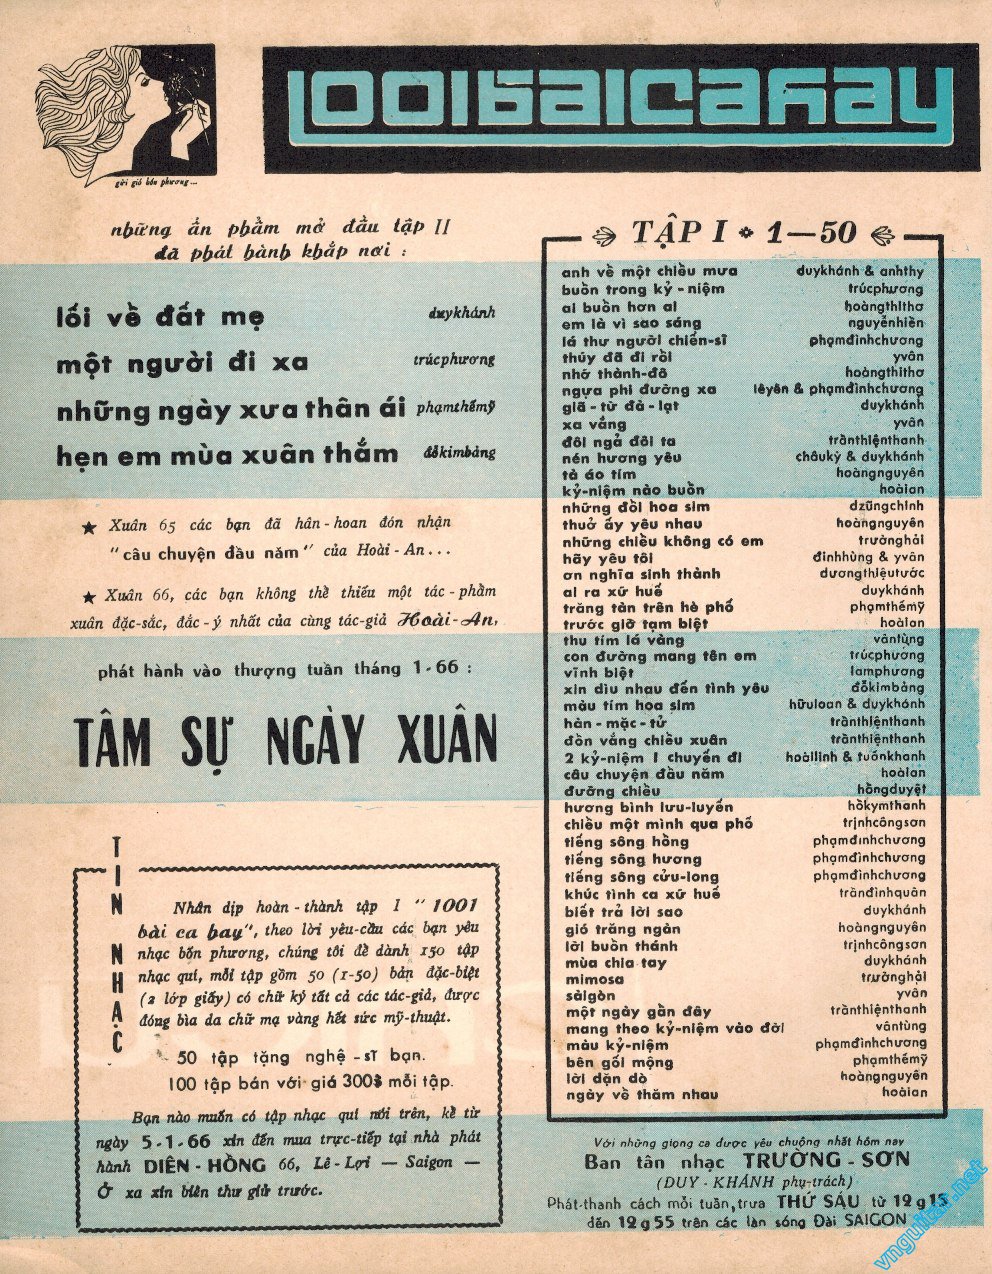 1001 bài ca hay
gửi gió bốn phương...
những ấn phẩm mở đầu tập II
đã phát hành khắp nơi :
lối về đất mẹ duykhánh
một người đi xa trúcphương
những ngày xưa thân ái phạmthếmỹ
hẹn em mùa xuân thắm đỗkimbảng
★ Xuân 65 các bạn đã hân-hoan đón nhận
"câu chuyện đầu năm" của Hoài-An...
★ Xuân 66, các bạn không thể thiếu một tác-phẩm
xuân đặc-sắc, đắc-ý nhất của cùng tác-giả Hoài-An,
phát hành vào thượng tuần tháng 1-66 :
TÂM SỰ NGÀY XUÂN
TIN NHẠC
Nhân dịp hoàn-thành tập I "1001
bài ca hay", theo lời yêu-cầu các bạn yêu
nhạc bốn phương, chúng tôi để dành 150 tập
nhạc quí, mỗi tập gồm 50 (1-50) bản đặc-biệt
(2 lớp giấy) có chữ ký tất cả các tác-giả, được
đóng bìa da chữ mạ vàng hết sức mỹ-thuật.
50 tập tặng nghệ-sĩ bạn.
100 tập bán với giá 300$ mỗi tập.
Bạn nào muốn có tập nhạc quí nói trên, kể từ
ngày 5-1-66 xin đến mua trực-tiếp tại nhà phát
hành DIÊN-HỒNG 66, Lê-Lợi — Saigon —
Ở xa xin biên thư giữ trước.
TẬP I 1—50
anh về một chiều mưa duykhánh & anhthy
buồn trong kỷ-niệm trúcphương
ai buồn hơn ai hoàngthithơ
em là vì sao sáng nguyễnhiền
lá thư người chiến-sĩ phạmđìnhchương
thúy đã đi rồi yvân
nhớ thành-đô hoàngthithơ
ngựa phi đường xa lêyên & phạmđìnhchương
giã-từ đà-lạt duykhánh
xa vắng yvân
đôi ngả đôi ta trầnthiệnthanh
nén hương yêu châukỳ & duykhánh
tà áo tím hoàngnguyên
kỷ-niệm nào buồn hoàian
những đồi hoa sim dzũngchinh
thuở ấy yêu nhau hoàngnguyên
những chiều không có em trườnghải
hãy yêu tôi đinhhùng & yvân
ơn nghĩa sinh thành dươngthiệutước
ai ra xứ huế duykhánh
trăng tàn trên hè phố phạmthếmỹ
trước giờ tạm biệt hoàian
thu tím lá vàng văntùng
con đường mang tên em trúcphương
vĩnh biệt lamphương
xin dìu nhau đến tình yêu đỗkimbảng
màu tím hoa sim hữuloan & duykhánh
hàn-mặc-tử trầnthiệnthanh
đồn vắng chiều xuân trầnthiệnthanh
2 kỷ-niệm 1 chuyến đi hoàilinh & tuấnkhanh
câu chuyện đầu năm hoàian
đường chiều hồngduyệt
hương bình lưu-luyến hồkymthanh
chiều một mình qua phố trịnhcôngsơn
tiếng sông hồng phạmđìnhchương
tiếng sông hương phạmđìnhchương
tiếng sông cửu-long phạmđìnhchương
khúc tình ca xứ huế trầnđìnhquân
biết trả lời sao duykhánh
gió trăng ngàn hoàngnguyên
lời buồn thánh trịnhcôngsơn
mùa chia tay duykhánh
mimosa trườnghải
sàigòn yvân
một ngày gần đây trầnthiệnthanh
mang theo kỷ-niệm vào đời văntùng
màu kỷ-niệm phạmđìnhchương
bên gối mộng phạmthếmỹ
lời dặn dò hoàngnguyên
ngày về thăm nhau hoàian
Với những giọng ca được yêu chuộng nhất hôm nay
Ban tân nhạc TRƯỜNG-SƠN
(DUY-KHÁNH phụ-trách)
Phát-thanh cách mỗi tuần, trưa THỨ SÁU từ 12g15
đến 12g55 trên các làn sóng Đài SAIGON
vnguitar.net